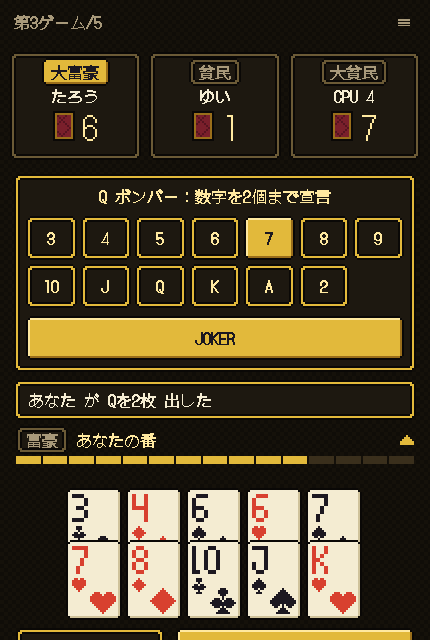 第3ゲーム/5
大富豪 貧民 大貧民
たろう ゆい CPU 4
6 1 7
Q ボンバー：数字を2個まで宣言
3 4 5 6 7 8 9
10 J Q K A 2
JOKER
あなた が Qを2枚 出した
富豪 あなたの番
3 4 6 6 7
7 8 10 J K